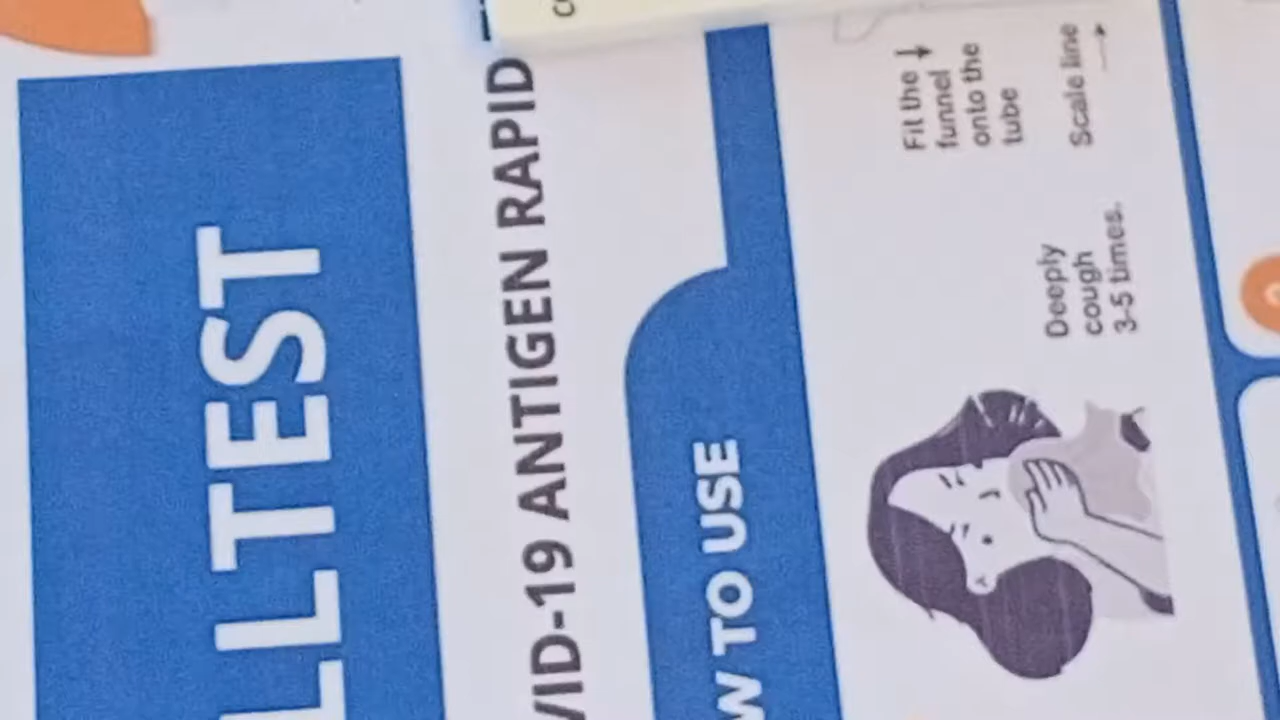 LLTEST
VID-19 ANTIGEN RAPID
W TO USE
Fit the
funnel
onto the
tube
Scale line
Deeply
cough
3-5 times.